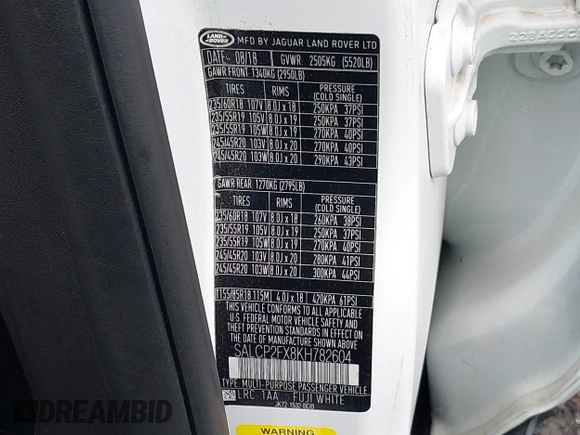 LAND ROVER
MFD BY JAGUAR LAND ROVER LTD
DATE 08/18 GVWR 2505KG (5520LB)
GAWR FRONT 1340KG (2950LB)
TIRES RIMS PRESSURES (COLD SINGLE)
235/60R18 107V 8.0J x 18 250KPA 37PSI
235/55R19 105V 8.0J x 19 250KPA 37PSI
235/55R19 105W 8.0J x 19 270KPA 40PSI
245/45R20 103V 8.0J x 20 270KPA 40PSI
245/45R20 103W 8.0J x 20 290KPA 43PSI
GAWR REAR 1270KG (2795LB)
TIRES RIMS PRESSURES (COLD SINGLE)
235/60R18 107V 8.0J x 18 260KPA 38PSI
235/55R19 105V 8.0J x 19 250KPA 37PSI
235/55R19 105W 8.0J x 19 270KPA 40PSI
245/45R20 103V 8.0J x 20 280KPA 41PSI
245/45R20 103W 8.0J x 20 300KPA 44PSI
T155/85R18 115M 4.0J x 18 420KPA 61PSI
THIS VEHICLE CONFORMS TO ALL APPLICABLE
U.S. FEDERAL MOTOR VEHICLE SAFETY
STANDARDS IN EFFECT ON THE
DATE OF MANUFACTURE
SHOWN ABOVE
SALCP2FX8KH782604
TYPE: MULTI-PURPOSE PASSENGER VEHICLE
LRC 1AA FUJI WHITE
JK72-1532-BDB
WARNING
DREAMBID